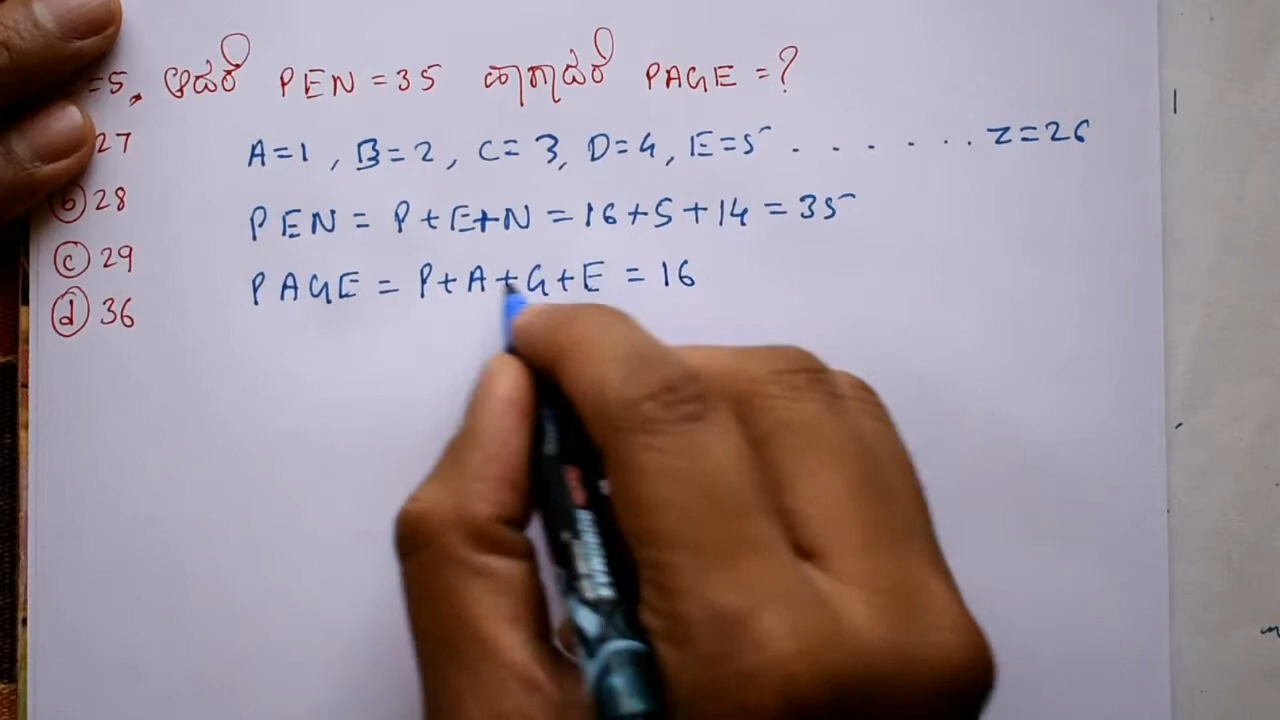 =5, ಆದರೆ PEN = 35 ಹಾಗಾದರೆ PAGE = ?
27
A=1, B=2, C=3, D=4, E=5 . . . . . . . Z=26
ⓑ 28
PEN = P+E+N = 16+5+14 = 35
ⓒ 29
PAGE = P+A+G+E = 16
ⓓ 36